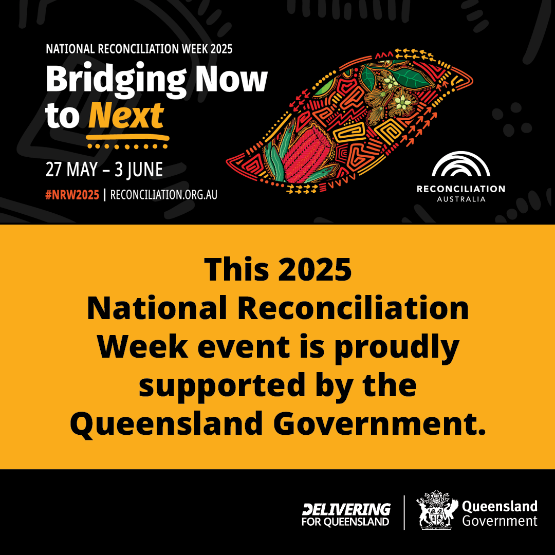 NATIONAL RECONCILIATION WEEK 2025
Bridging Now
to Next
27 MAY – 3 JUNE
#NRW2025 | RECONCILIATION.ORG.AU
RECONCILIATION
AUSTRALIA
This 2025
National Reconciliation
Week event is proudly
supported by the
Queensland Government.
DELIVERING
FOR QUEENSLAND
Queensland
Government